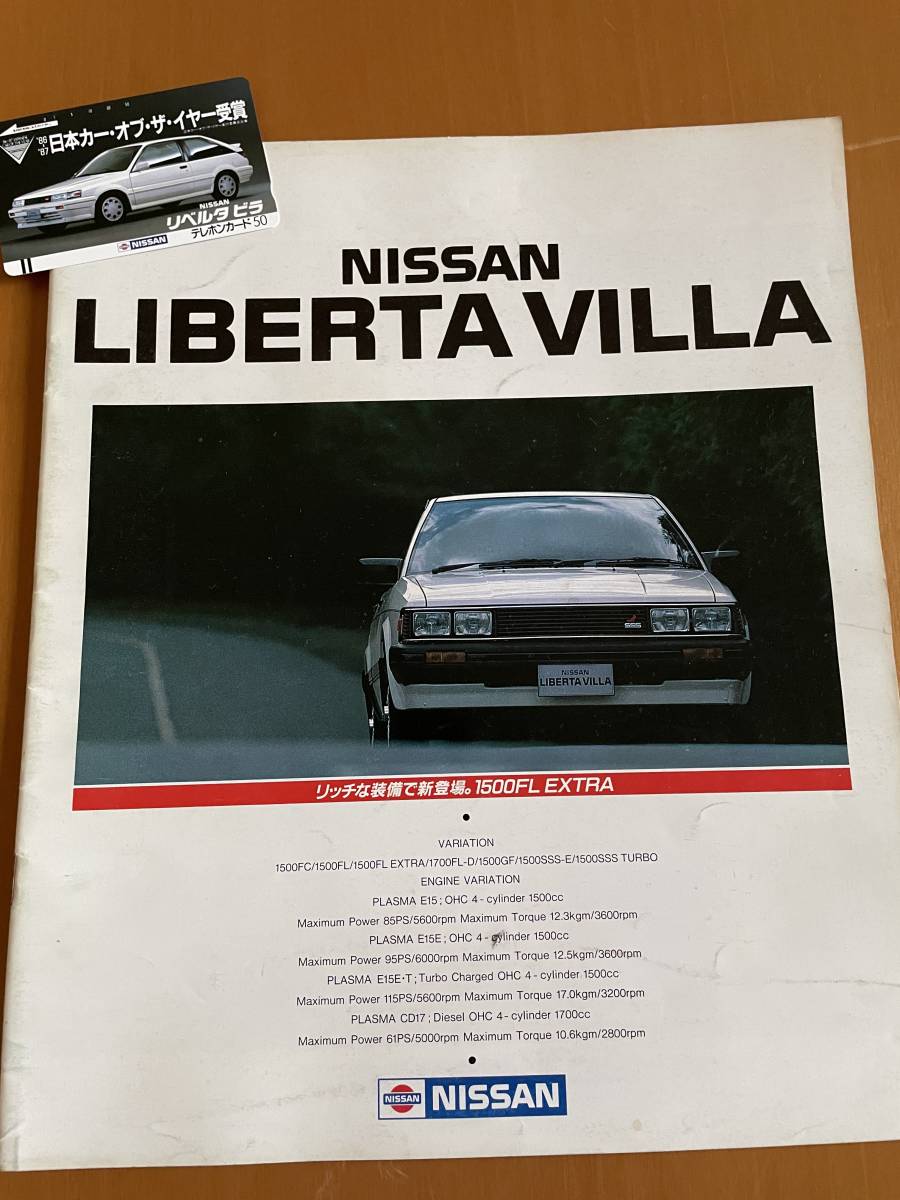 '86
'87
日本カー・オブ・ザ・イヤー受賞
NISSAN
リベルタ ビラ
テレホンカード50
NISSAN
NISSAN
LIBERTA VILLA
SSS
NISSAN
LIBERTA VILLA
リッチな装備で新登場。1500FL EXTRA
VARIATION
1500FC/1500FL/1500FL EXTRA/1700FL-D/1500GF/1500SSS-E/1500SSS TURBO
ENGINE VARIATION
PLASMA E15; OHC 4-cylinder 1500cc
Maximum Power 85PS/5600rpm Maximum Torque 12.3kgm/3600rpm
PLASMA E15E; OHC 4-cylinder 1500cc
Maximum Power 95PS/6000rpm Maximum Torque 12.5kgm/3600rpm
PLASMA E15E·T; Turbo Charged OHC 4-cylinder 1500cc
Maximum Power 115PS/5600rpm Maximum Torque 17.0kgm/3200rpm
PLASMA CD17; Diesel OHC 4-cylinder 1700cc
Maximum Power 61PS/5000rpm Maximum Torque 10.6kgm/2800rpm
NISSAN NISSAN